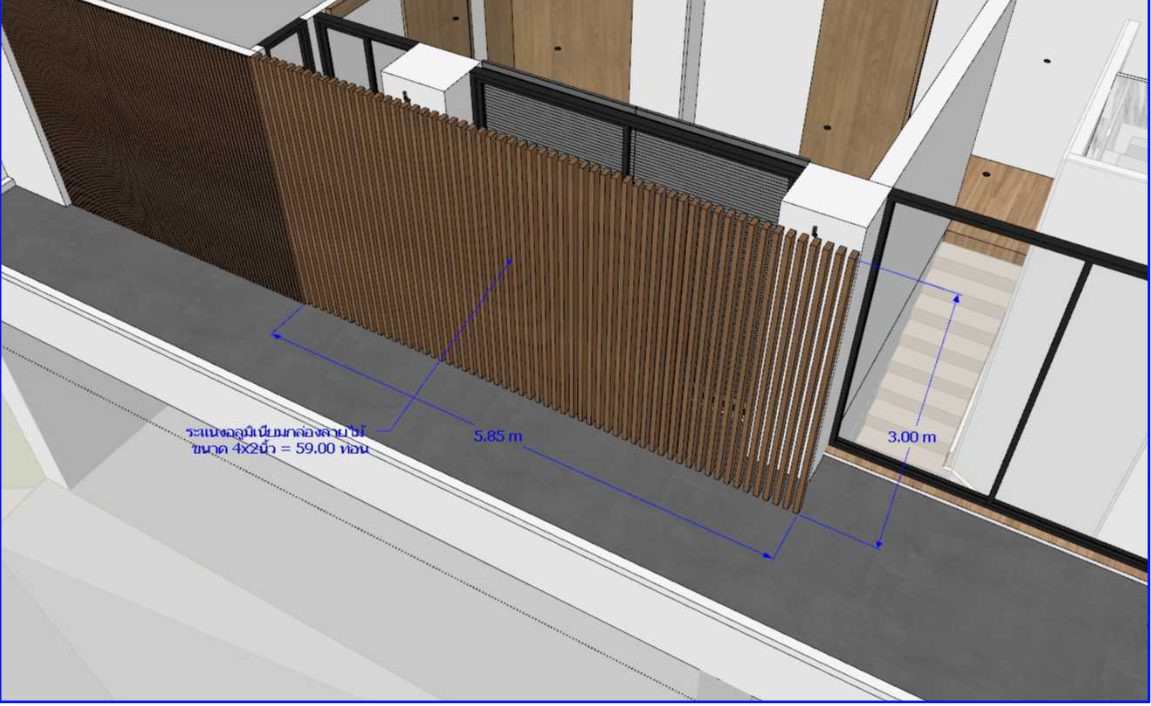 ระแนงอลูมิเนียมกล่องลายไม้
ขนาด 4x2นิ้ว = 59.00 ท่อน
5.85 m
3.00 m